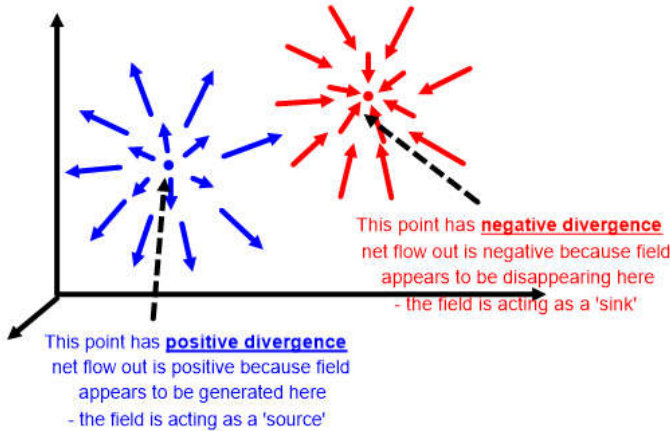 This point has negative divergence
net flow out is negative because field
appears to be disappearing here
- the field is acting as a 'sink'
This point has positive divergence
net flow out is positive because field
appears to be generated here
- the field is acting as a 'source'